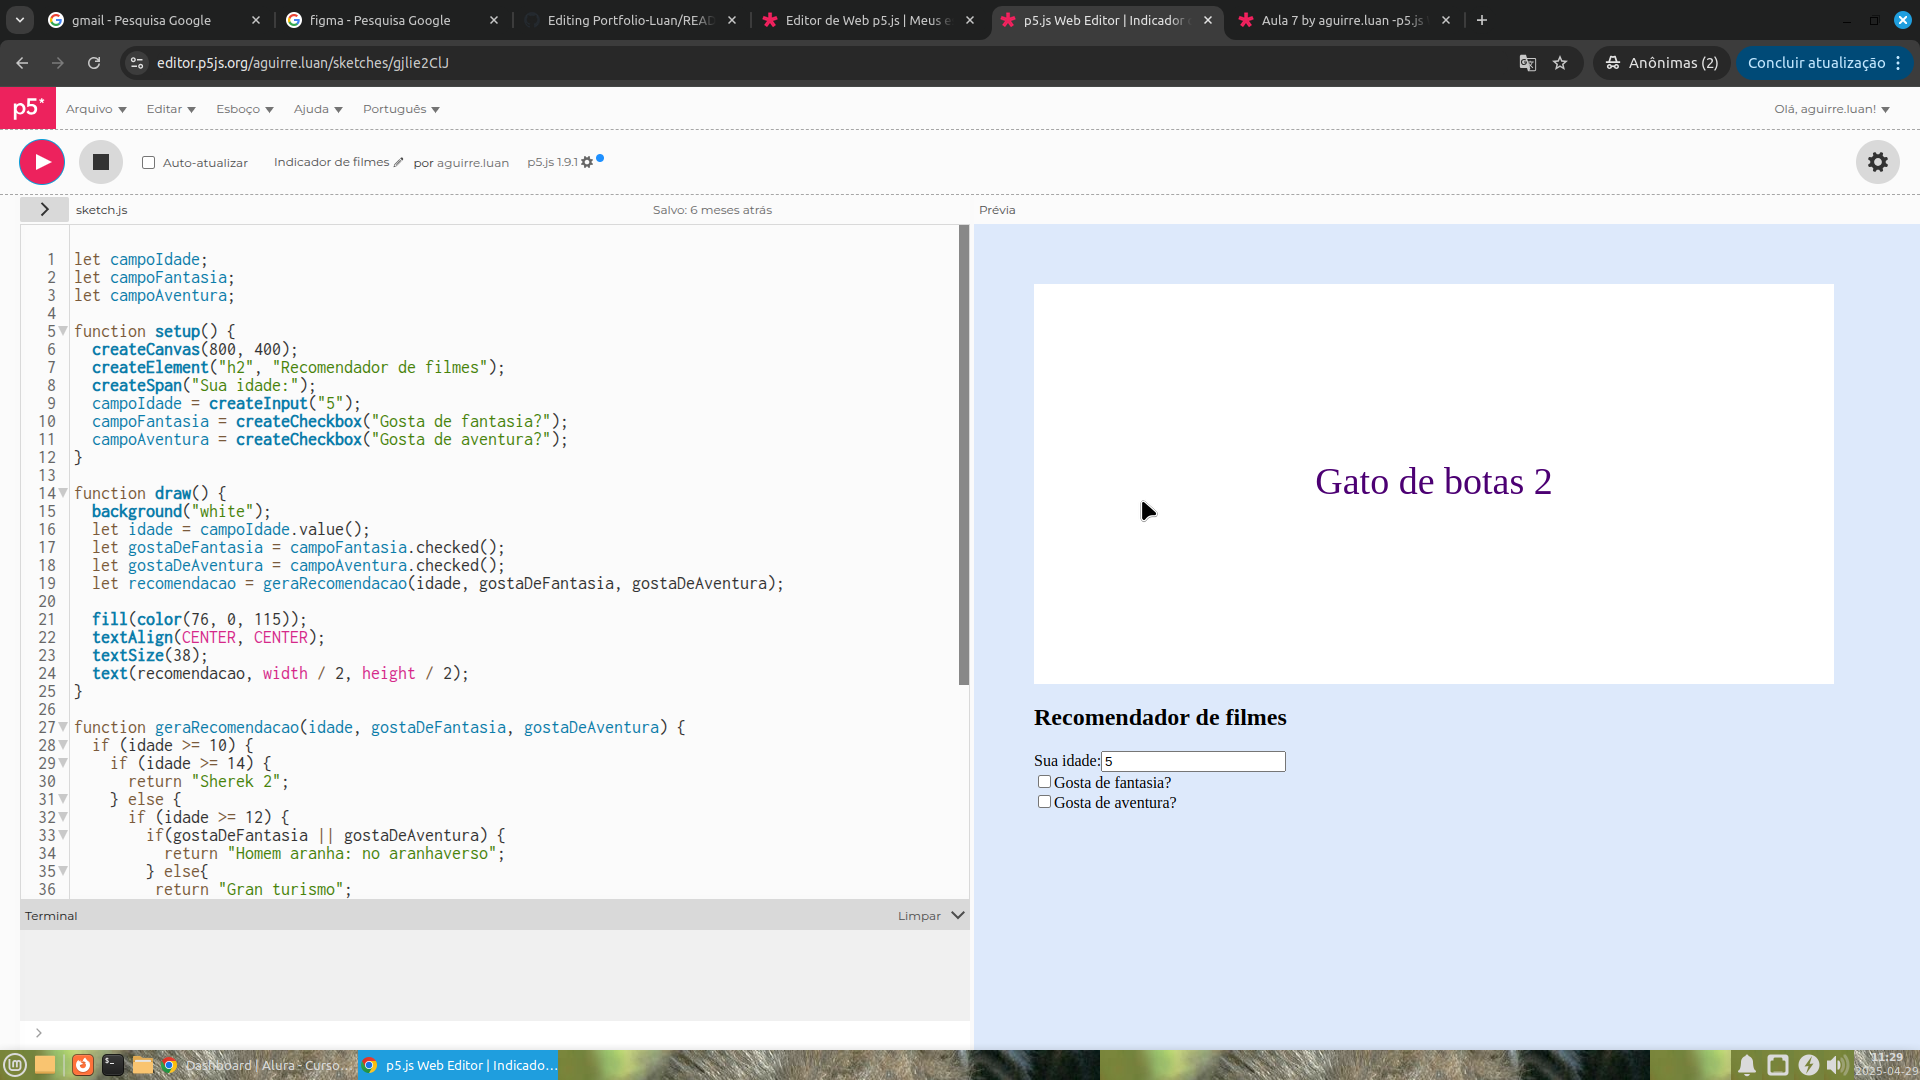 gmail - Pesquisa Google
figma - Pesquisa Google
Editing Portfolio-Luan/READ
Editor de Web p5.js | Meus e
p5.js Web Editor | Indicador
Aula 7 by aguirre.luan -p5.js
editor.p5js.org/aguirre.luan/sketches/gjlie2ClJ
Anônimas (2)
Concluir atualização
p5*
Arquivo
Editar
Esboço
Ajuda
Português
Olá, aguirre.luan!
Auto-atualizar
Indicador de filmes
por aguirre.luan
p5.js 1.9.1
sketch.js
Salvo: 6 meses atrás
Prévia
1 let campoIdade;
2 let campoFantasia;
3 let campoAventura;
4
5 function setup() {
6 createCanvas(800, 400);
7 createElement("h2", "Recomendador de filmes");
8 createSpan("Sua idade:");
9 campoIdade = createInput("5");
10 campoFantasia = createCheckbox("Gosta de fantasia?");
11 campoAventura = createCheckbox("Gosta de aventura?");
12 }
13
14 function draw() {
15 background("white");
16 let idade = campoIdade.value();
17 let gostaDeFantasia = campoFantasia.checked();
18 let gostaDeAventura = campoAventura.checked();
19 let recomendacao = geraRecomendacao(idade, gostaDeFantasia, gostaDeAventura);
20
21 fill(color(76, 0, 115));
22 textAlign(CENTER, CENTER);
23 textSize(38);
24 text(recomendacao, width / 2, height / 2);
25 }
26
27 function geraRecomendacao(idade, gostaDeFantasia, gostaDeAventura) {
28 if (idade >= 10) {
29 if (idade >= 14) {
30 return "Sherek 2";
31 } else {
32 if (idade >= 12) {
33 if(gostaDeFantasia || gostaDeAventura) {
34 return "Homem aranha: no aranhaverso";
35 } else{
36 return "Gran turismo";
Gato de botas 2
Recomendador de filmes
Sua idade: 5
Gosta de fantasia?
Gosta de aventura?
Terminal
Limpar
>
Dashboard | Alura - Curso...
p5.js Web Editor | Indicado...
11:29
2025-04-29